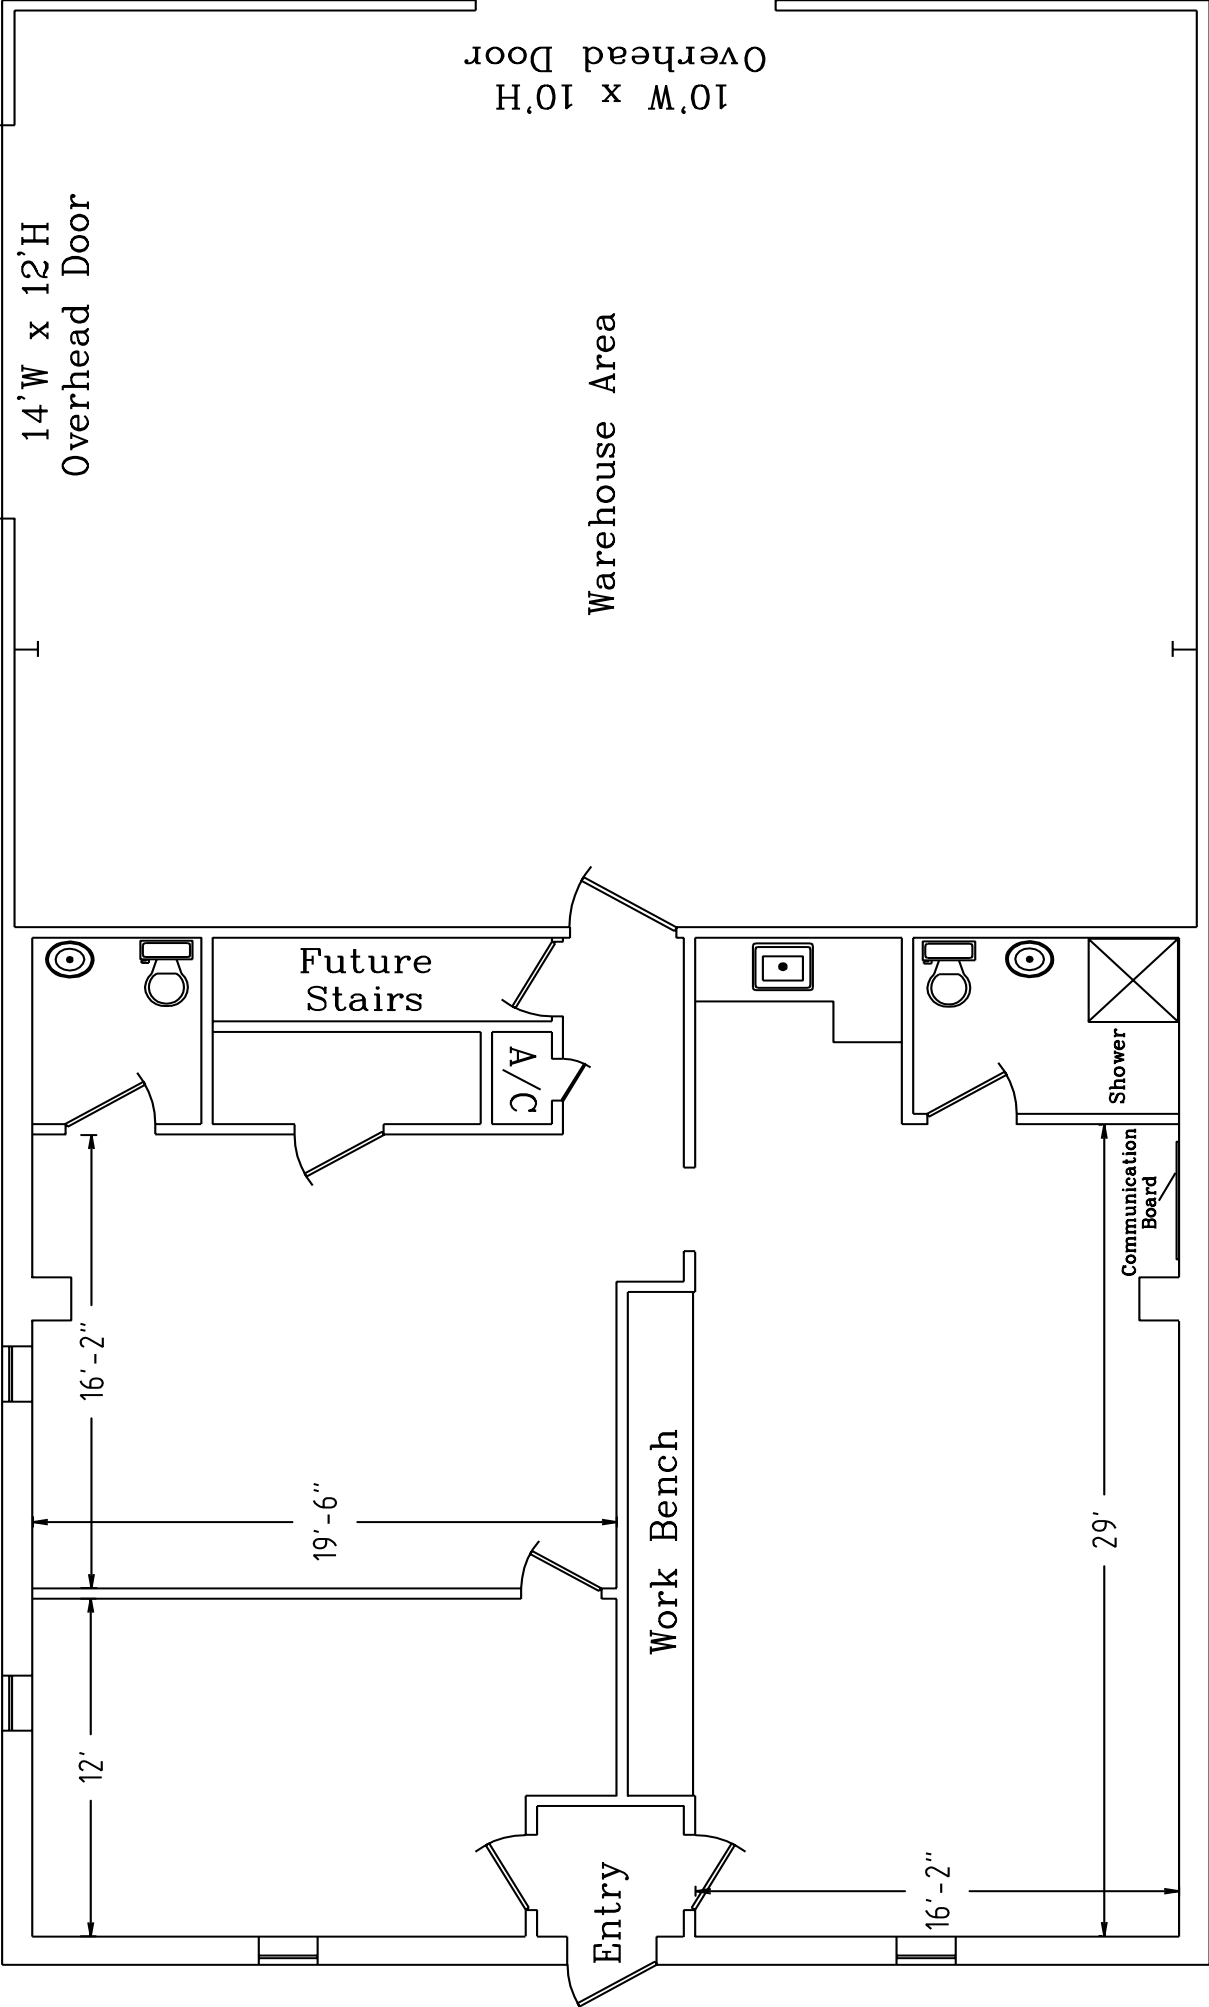 10'W x 10'H
Overhead Door
14'W x 12'H
Overhead Door
Warehouse Area
Future
Stairs
A/C
Shower
Communication
Board
16'-2"
19'-6"
Work Bench
29'
12'
Entry
16'-2"